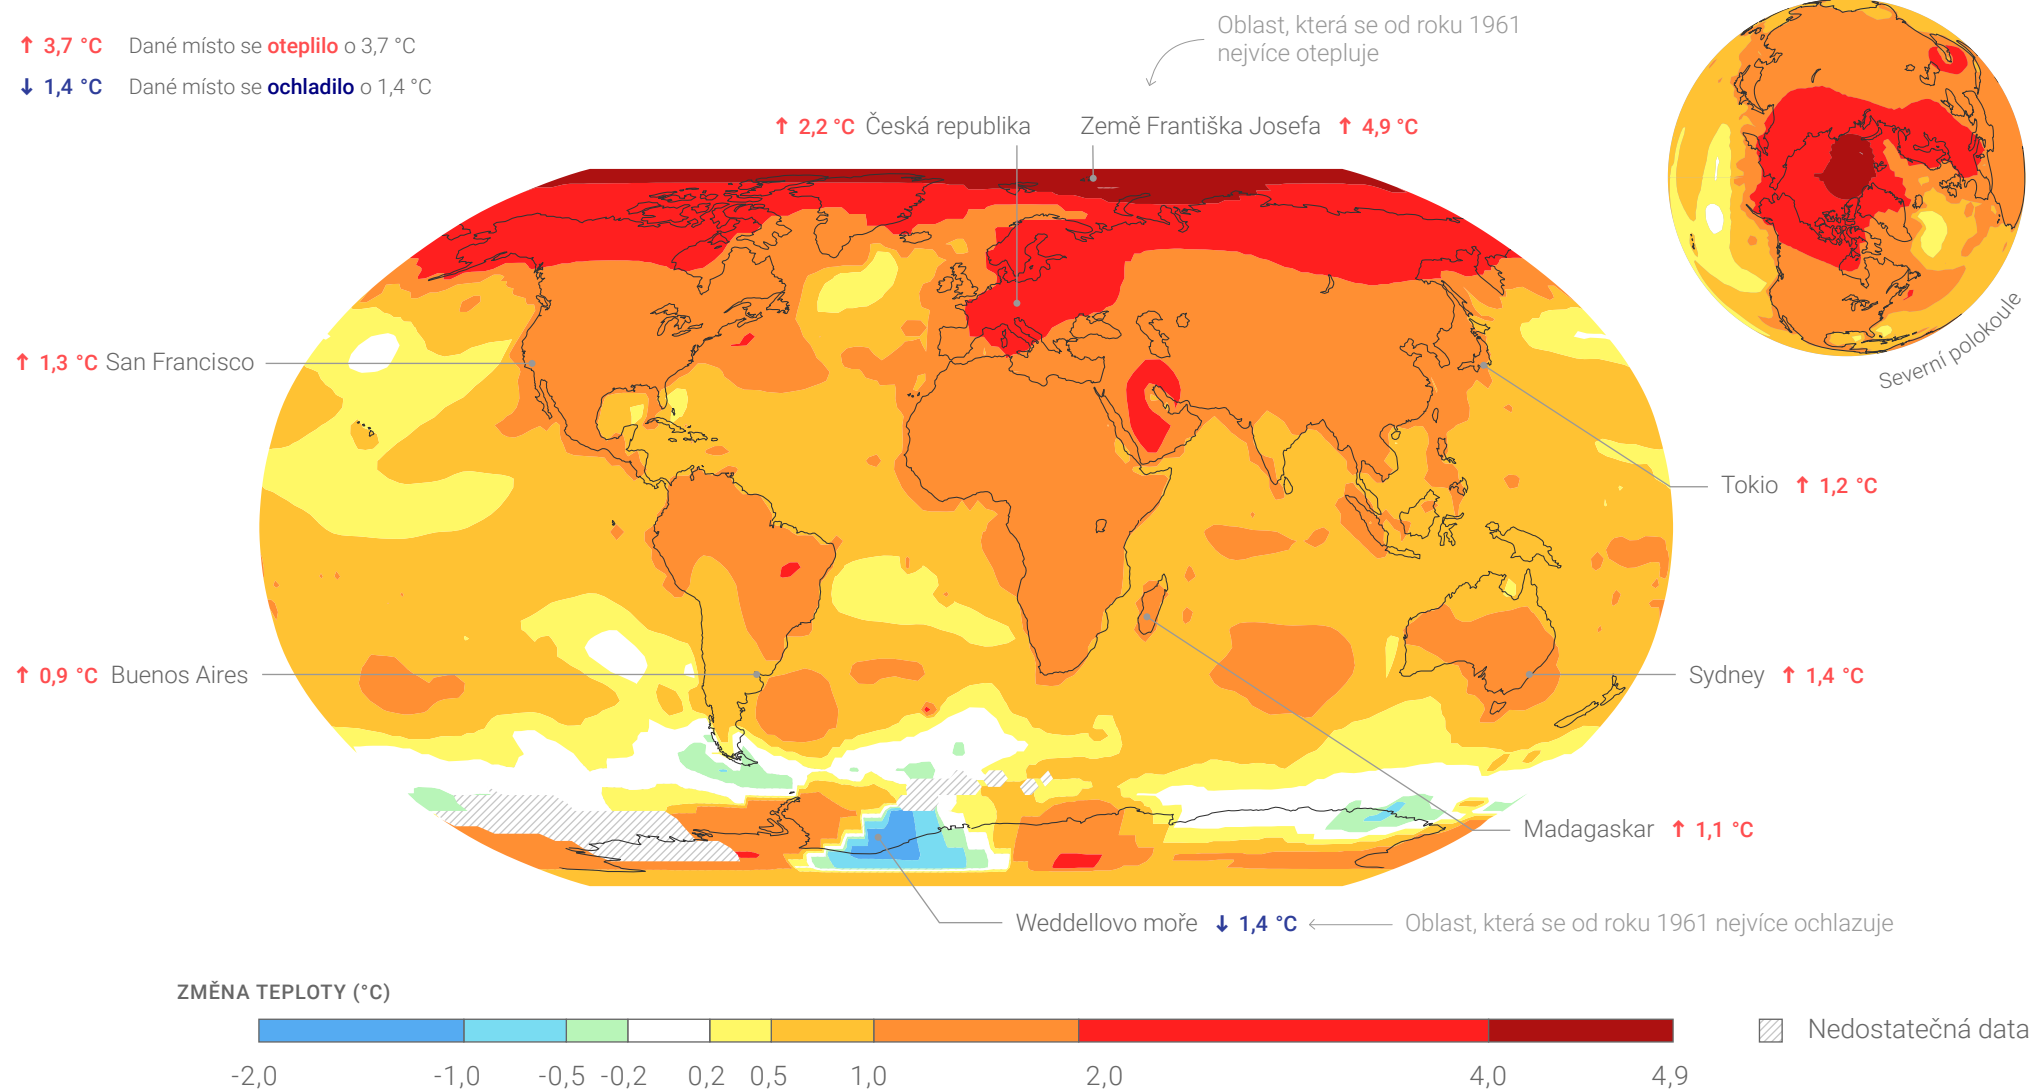 ↑ 3,7 °C Dané místo se oteplilo o 3,7 °C
↓ 1,4 °C Dané místo se ochladilo o 1,4 °C
Oblast, která se od roku 1961
nejvíce otepluje
↑ 2,2 °C Česká republika
Země Františka Josefa ↑ 4,9 °C
Severní polokoule
↑ 1,3 °C San Francisco
Tokio ↑ 1,2 °C
↑ 0,9 °C Buenos Aires
Sydney ↑ 1,4 °C
Madagaskar ↑ 1,1 °C
Weddellovo moře ↓ 1,4 °C
Oblast, která se od roku 1961 nejvíce ochlazuje
ZMĚNA TEPLOTY (°C)
Nedostatečná data
-2,0 -1,0 -0,5 -0,2 0,2 0,5 1,0 2,0 4,0 4,9